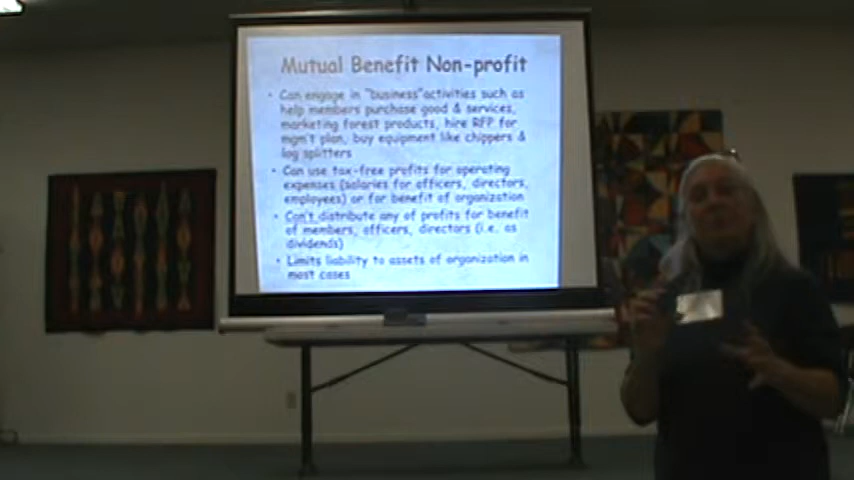 Mutual Benefit Non-profit
• Can engage in "business"activities such as
help members purchase good & services,
marketing forest products, hire RPF for
mgm't plan, buy equipment like chippers &
log splitters
• Can use tax-free profits for operating
expenses (salaries for officers, directors,
employees) or for benefit of organization
• Can't distribute any of profits for benefit
of members, officers, directors (i.e. as
dividends)
• Limits liability to assets of organization in
most cases